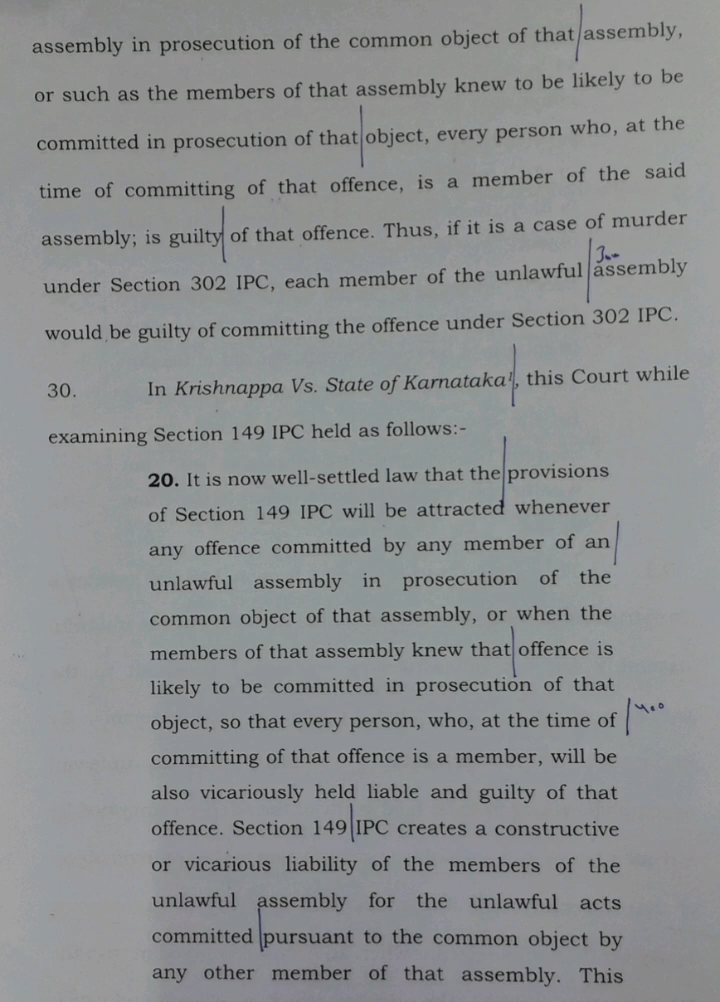 assembly in prosecution of the common object of that assembly,
or such as the members of that assembly knew to be likely to be
committed in prosecution of that object, every person who, at the
time of committing of that offence, is a member of the said
assembly; is guilty of that offence. Thus, if it is a case of murder
300
under Section 302 IPC, each member of the unlawful assembly
would be guilty of committing the offence under Section 302 IPC.
30. In Krishnappa Vs. State of Karnataka¹, this Court while
examining Section 149 IPC held as follows:-
20. It is now well-settled law that the provisions
of Section 149 IPC will be attracted whenever
any offence committed by any member of an
unlawful assembly in prosecution of the
common object of that assembly, or when the
members of that assembly knew that offence is
likely to be committed in prosecution of that
object, so that every person, who, at the time of 400
committing of that offence is a member, will be
also vicariously held liable and guilty of that
offence. Section 149 IPC creates a constructive
or vicarious liability of the members of the
unlawful assembly for the unlawful acts
committed pursuant to the common object by
any other member of that assembly. This